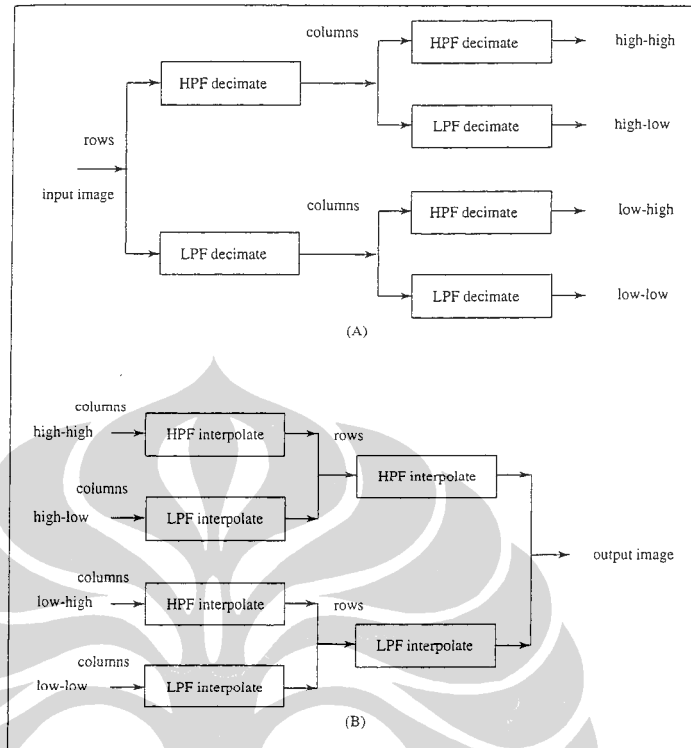 columns
HPF decimate
high-high
HPF decimate
LPF decimate
high-low
rows
input image
columns
HPF decimate
low-high
LPF decimate
LPF decimate
low-low
(A)
columns
high-high
HPF interpolate
rows
HPF interpolate
columns
high-low
LPF interpolate
output image
columns
low-high
HPF interpolate
rows
LPF interpolate
columns
low-low
LPF interpolate
(B)